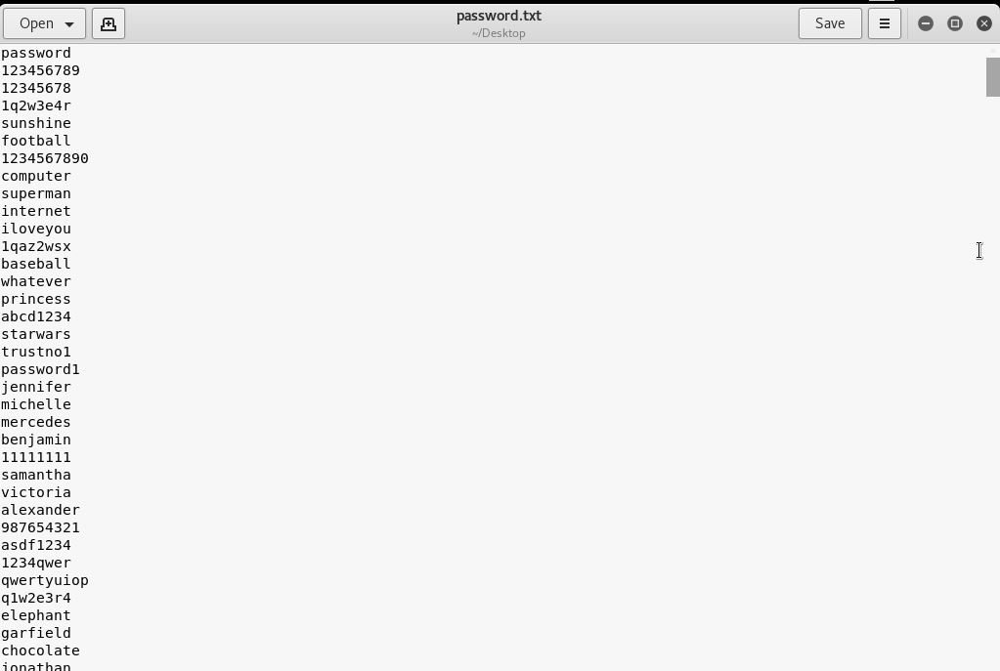 Open
password.txt
~/Desktop
Save
password
123456789
12345678
1q2w3e4r
sunshine
football
1234567890
computer
superman
internet
iloveyou
1qaz2wsx
baseball
whatever
princess
abcd1234
starwars
trustno1
password1
jennifer
michelle
mercedes
benjamin
11111111
samantha
victoria
alexander
987654321
asdf1234
1234qwer
qwertyuiop
q1w2e3r4
elephant
garfield
chocolate
jonathan